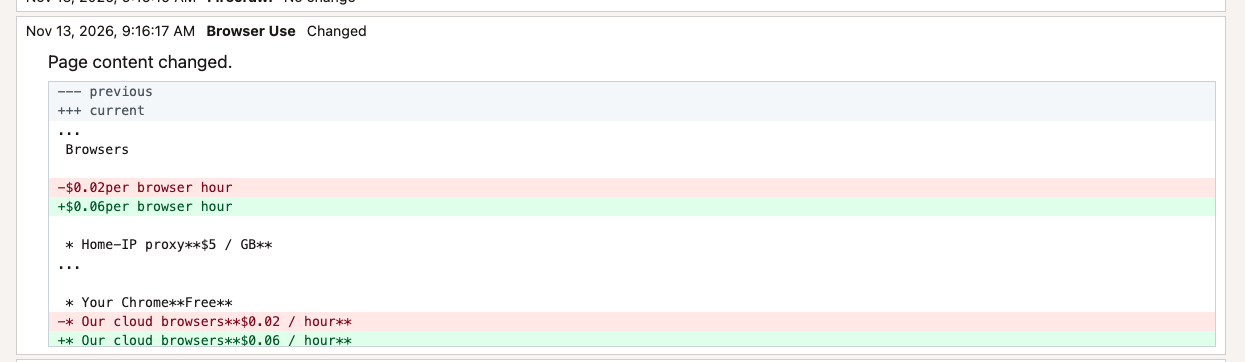 Nov 13, 2026, 9:16:17 AM Browser Use Changed
Page content changed.
--- previous
+++ current
...
Browsers
-$0.02per browser hour
+$0.06per browser hour
* Home-IP proxy**$5 / GB**
...
* Your Chrome**Free**
-* Our cloud browsers**$0.02 / hour**
+* Our cloud browsers**$0.06 / hour**